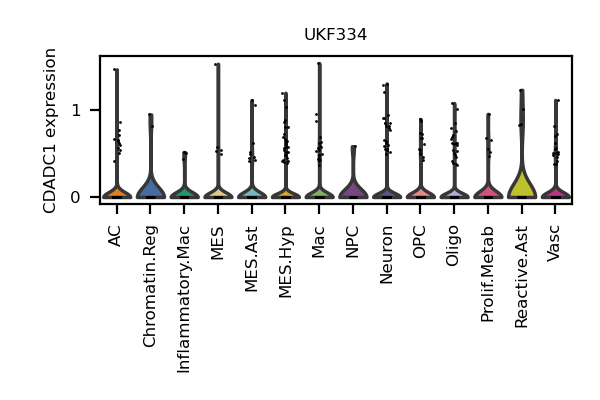 UKF334
CDADC1 expression
1
0
AC
Chromatin.Reg
Inflammatory.Mac
MES
MES.Ast
MES.Hyp
Mac
NPC
Neuron
OPC
Oligo
Prolif.Metab
Reactive.Ast
Vasc